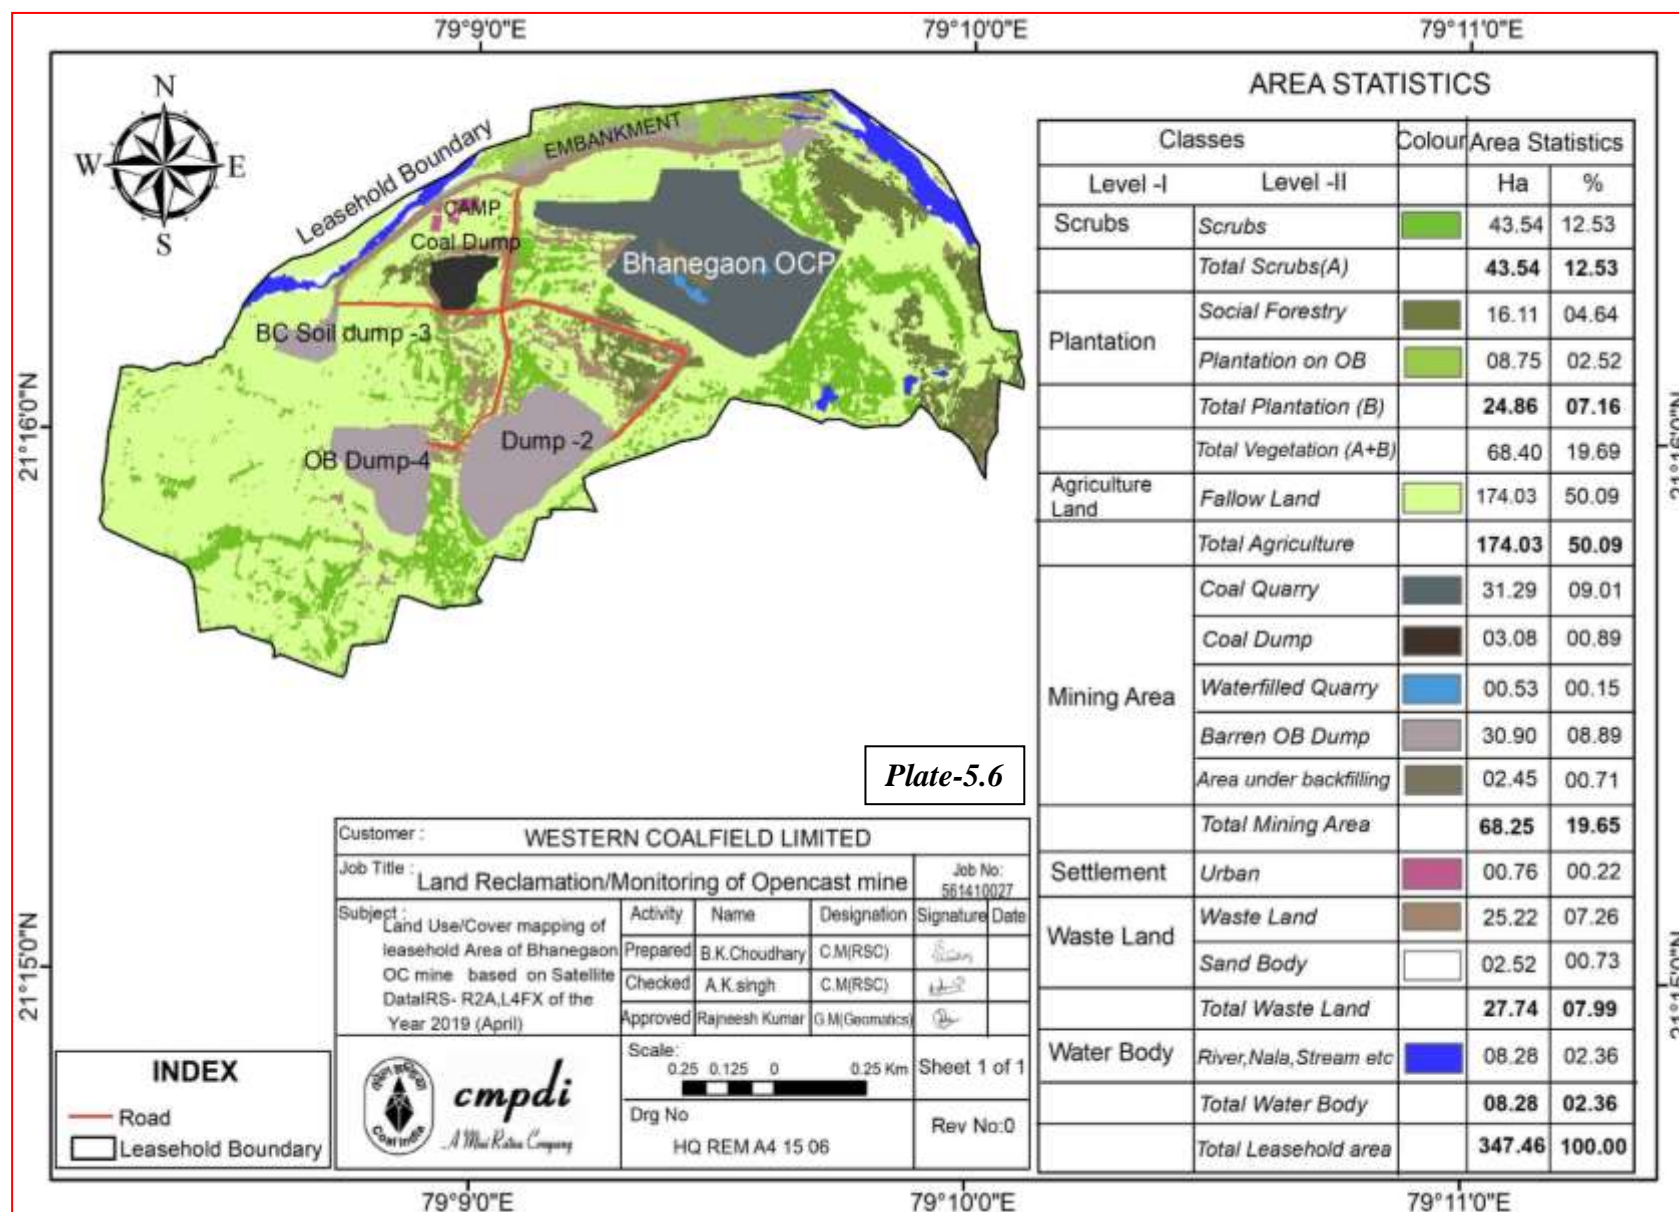 79°9'0"E 79°10'0"E 79°11'0"E
N
W E
S
21°16'0"N
21°15'0"N
21°16'0"N
21°15'0"N
Leasehold Boundary
EMBANKMENT
CAMP
Coal Dump
Bhanegaon OCP
BC Soil dump -3
OB Dump-4
Dump -2
Plate-5.6
AREA STATISTICS
Classes Colour Area Statistics
Level -I Level -II Ha %
Scrubs Scrubs 43.54 12.53
Total Scrubs(A) 43.54 12.53
Plantation
Social Forestry 16.11 04.64
Plantation on OB 08.75 02.52
Total Plantation (B) 24.86 07.16
Total Vegetation (A+B) 68.40 19.69
Agriculture
Land
Fallow Land 174.03 50.09
Total Agriculture 174.03 50.09
Mining Area
Coal Quarry 31.29 09.01
Coal Dump 03.08 00.89
Waterfilled Quarry 00.53 00.15
Barren OB Dump 30.90 08.89
Area under backfilling 02.45 00.71
Total Mining Area 68.25 19.65
Settlement Urban 00.76 00.22
Waste Land
Waste Land 25.22 07.26
Sand Body 02.52 00.73
Total Waste Land 27.74 07.99
Water Body River,Nala,Stream etc 08.28 02.36
Total Water Body 08.28 02.36
Total Leasehold area 347.46 100.00
Customer : WESTERN COALFIELD LIMITED
Job Title : Land Reclamation/Monitoring of Opencast mine
Job No:
561410027
Subject :
Land Use/Cover mapping of
leasehold Area of Bhanegaon
OC mine based on Satellite
DataIRS- R2A,L4FX of the
Year 2019 (April)
Activity Name Designation Signature Date
Prepared B.K.Choudhary C.M(RSC)
Checked A.K.singh C.M(RSC)
Approved Rajneesh Kumar G.M(Geomatics)
Scale:
0.25 0.125 0 0.25 Km
Sheet 1 of 1
Drg No
HQ REM A4 15 06
Rev No:0
Coal India
cmpdi
A Mini Ratna Company
INDEX
Road
Leasehold Boundary
79°9'0"E 79°10'0"E 79°11'0"E